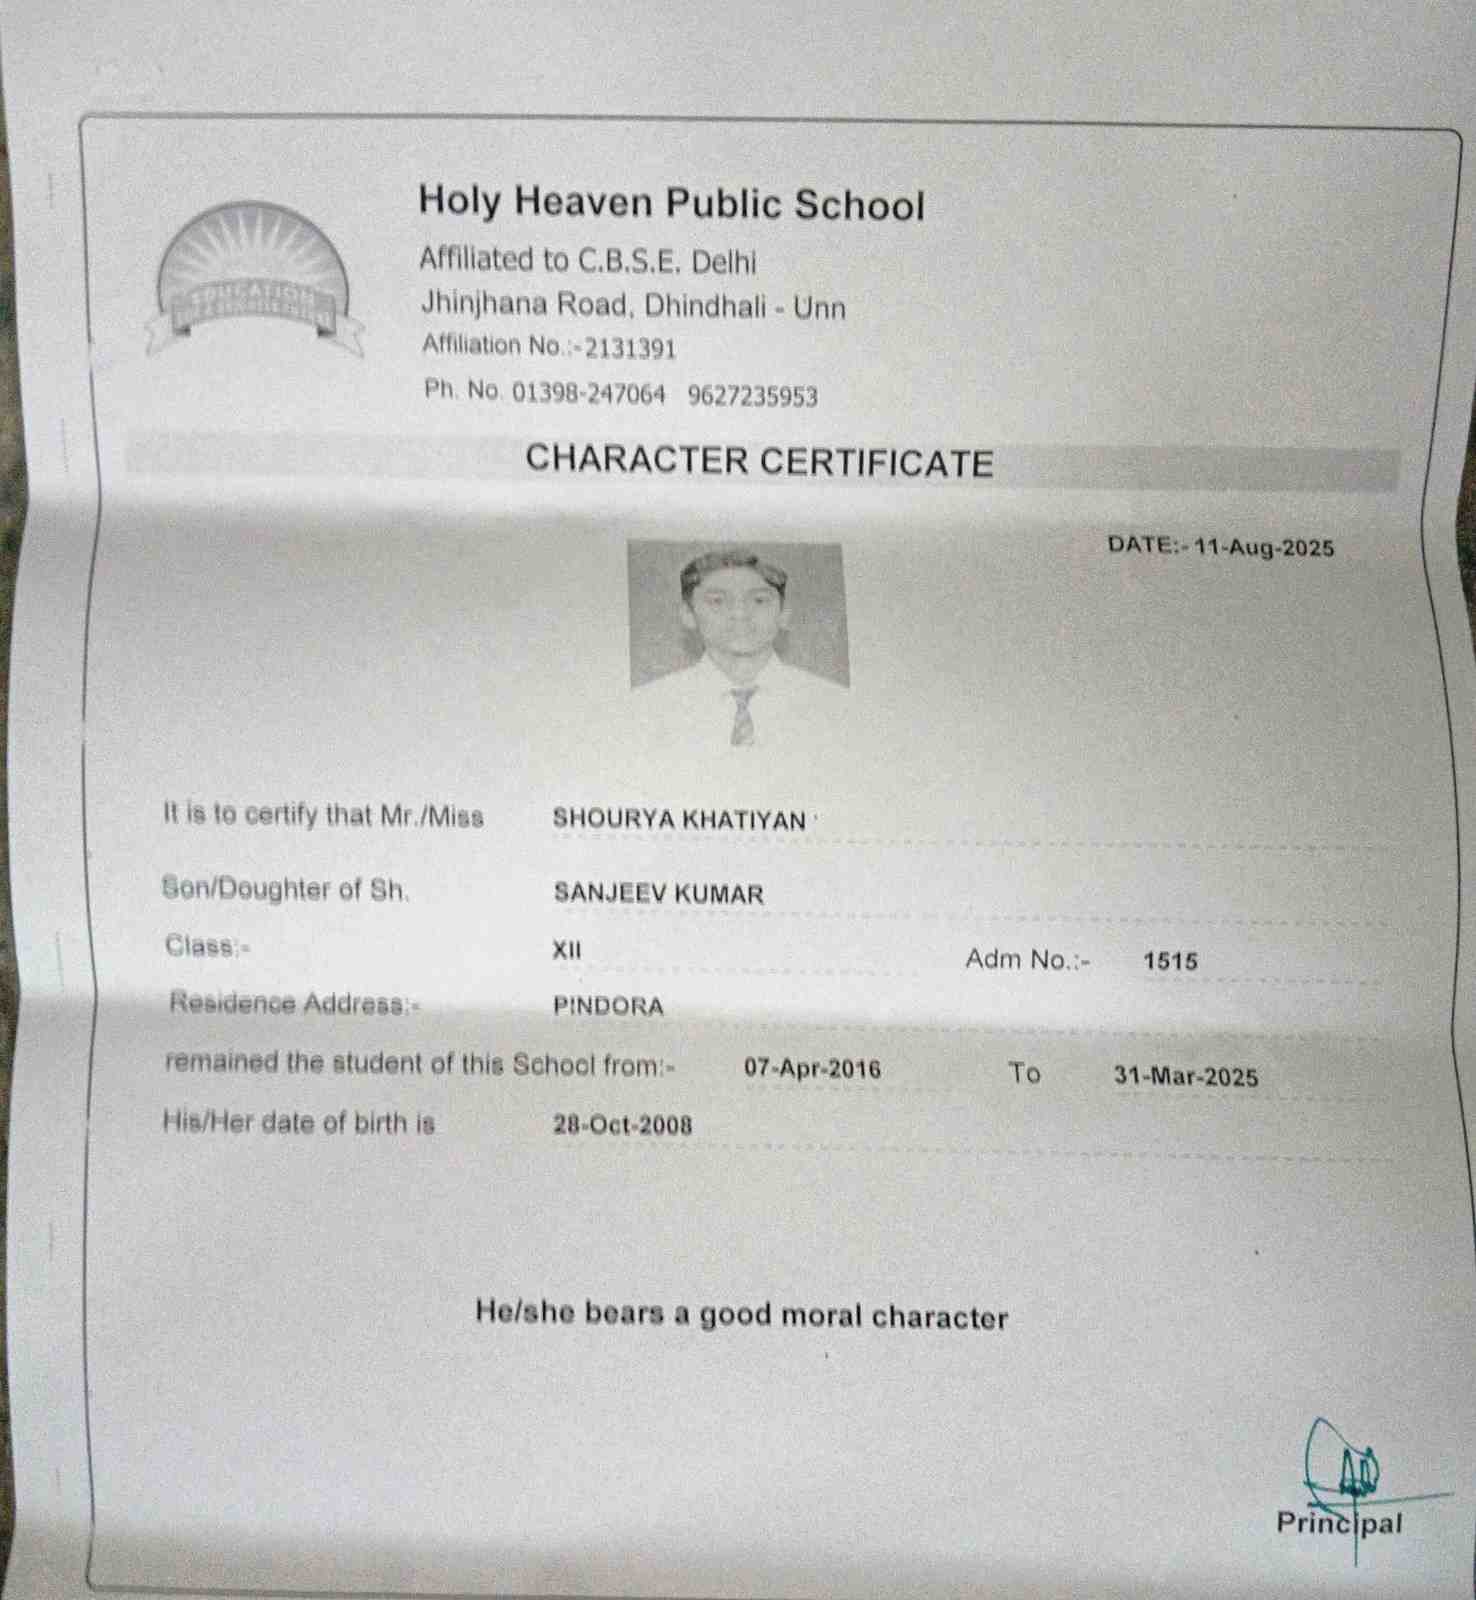 Holy Heaven Public School
Affiliated to C.B.S.E. Delhi
Jhinjhana Road, Dhindhali - Unn
Affiliation No.:-2131391
Ph. No. 01398-247064 9627235953
EDUCATION
CHARACTER CERTIFICATE
DATE:- 11-Aug-2025
It is to certify that Mr./Miss SHOURYA KHATIYAN
Son/Doughter of Sh. SANJEEV KUMAR
Class:- XII Adm No.:- 1515
Residence Address:- PINDORA
remained the student of this School from:- 07-Apr-2016 To 31-Mar-2025
His/Her date of birth is 28-Oct-2008
He/she bears a good moral character
Principal